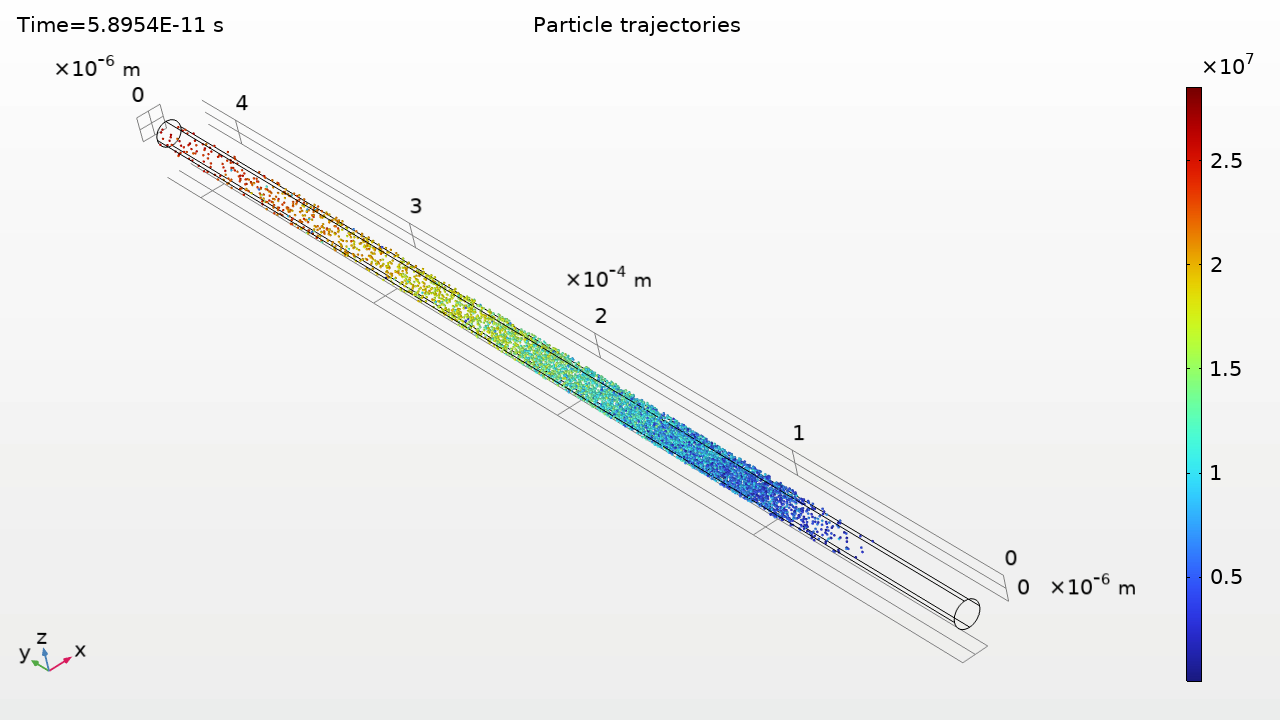 Time=5.8954E-11 s
Particle trajectories
×10⁻⁶ m
0
4
3
×10⁻⁴ m
2
1
0
0 ×10⁻⁶ m
×10⁷
2.5
2
1.5
1
0.5
z
y
x